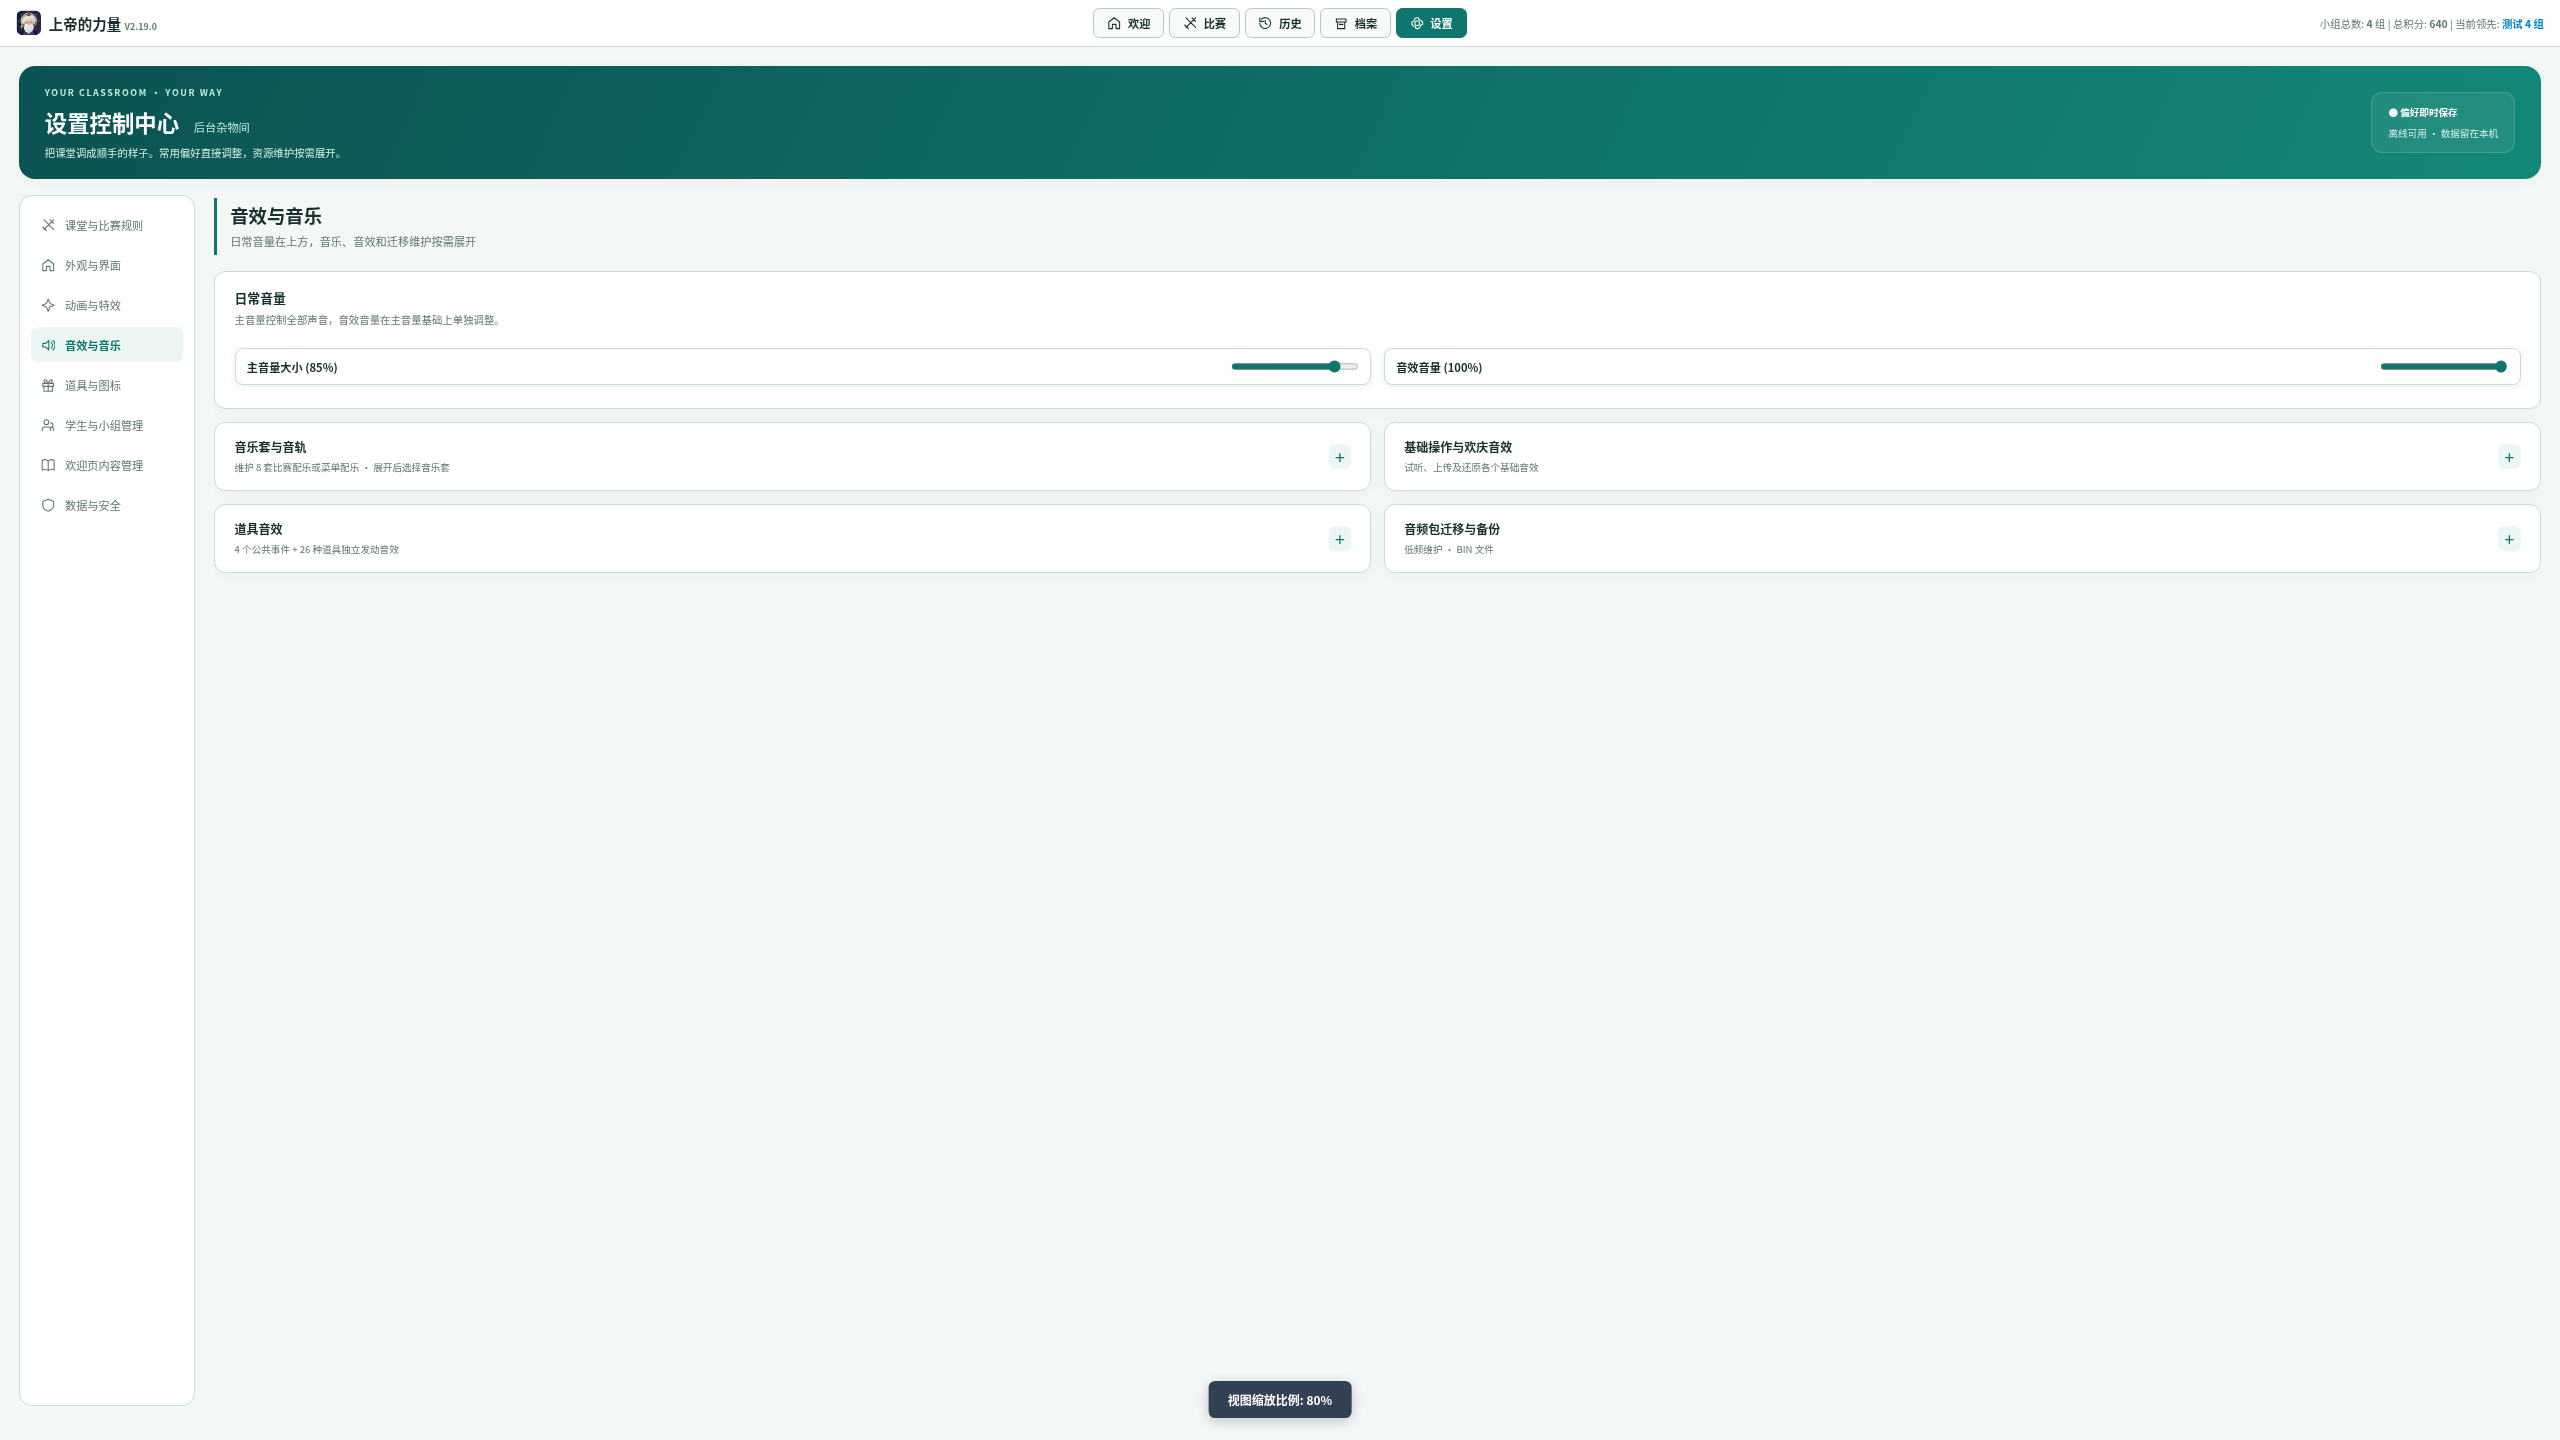 上帝的力量 V2.19.0
欢迎
比赛
历史
档案
设置
小组总数: 4 组 | 总积分: 640 | 当前领先: 测试 4 组
YOUR CLASSROOM • YOUR WAY
设置控制中心 后台杂物间
把课堂调成顺手的样子。常用偏好直接调整，资源维护按需展开。
偏好即时保存
离线可用 • 数据留在本机
课堂与比赛规则
外观与界面
动画与特效
音效与音乐
道具与图标
学生与小组管理
欢迎页内容管理
数据与安全
音效与音乐
日常音量在上方，音乐、音效和迁移维护按需展开
日常音量
主音量控制全部声音，音效音量在主音量基础上单独调整。
主音量大小 (85%)
音效音量 (100%)
音乐套与音轨
维护 8 套比赛配乐或菜单配乐 • 展开后选择音乐套
+
基础操作与欢庆音效
试听、上传及还原各个基础音效
+
道具音效
4 个公共事件 + 26 种道具独立发动音效
+
音频包迁移与备份
低频维护 • BIN 文件
+
视图缩放比例: 80%